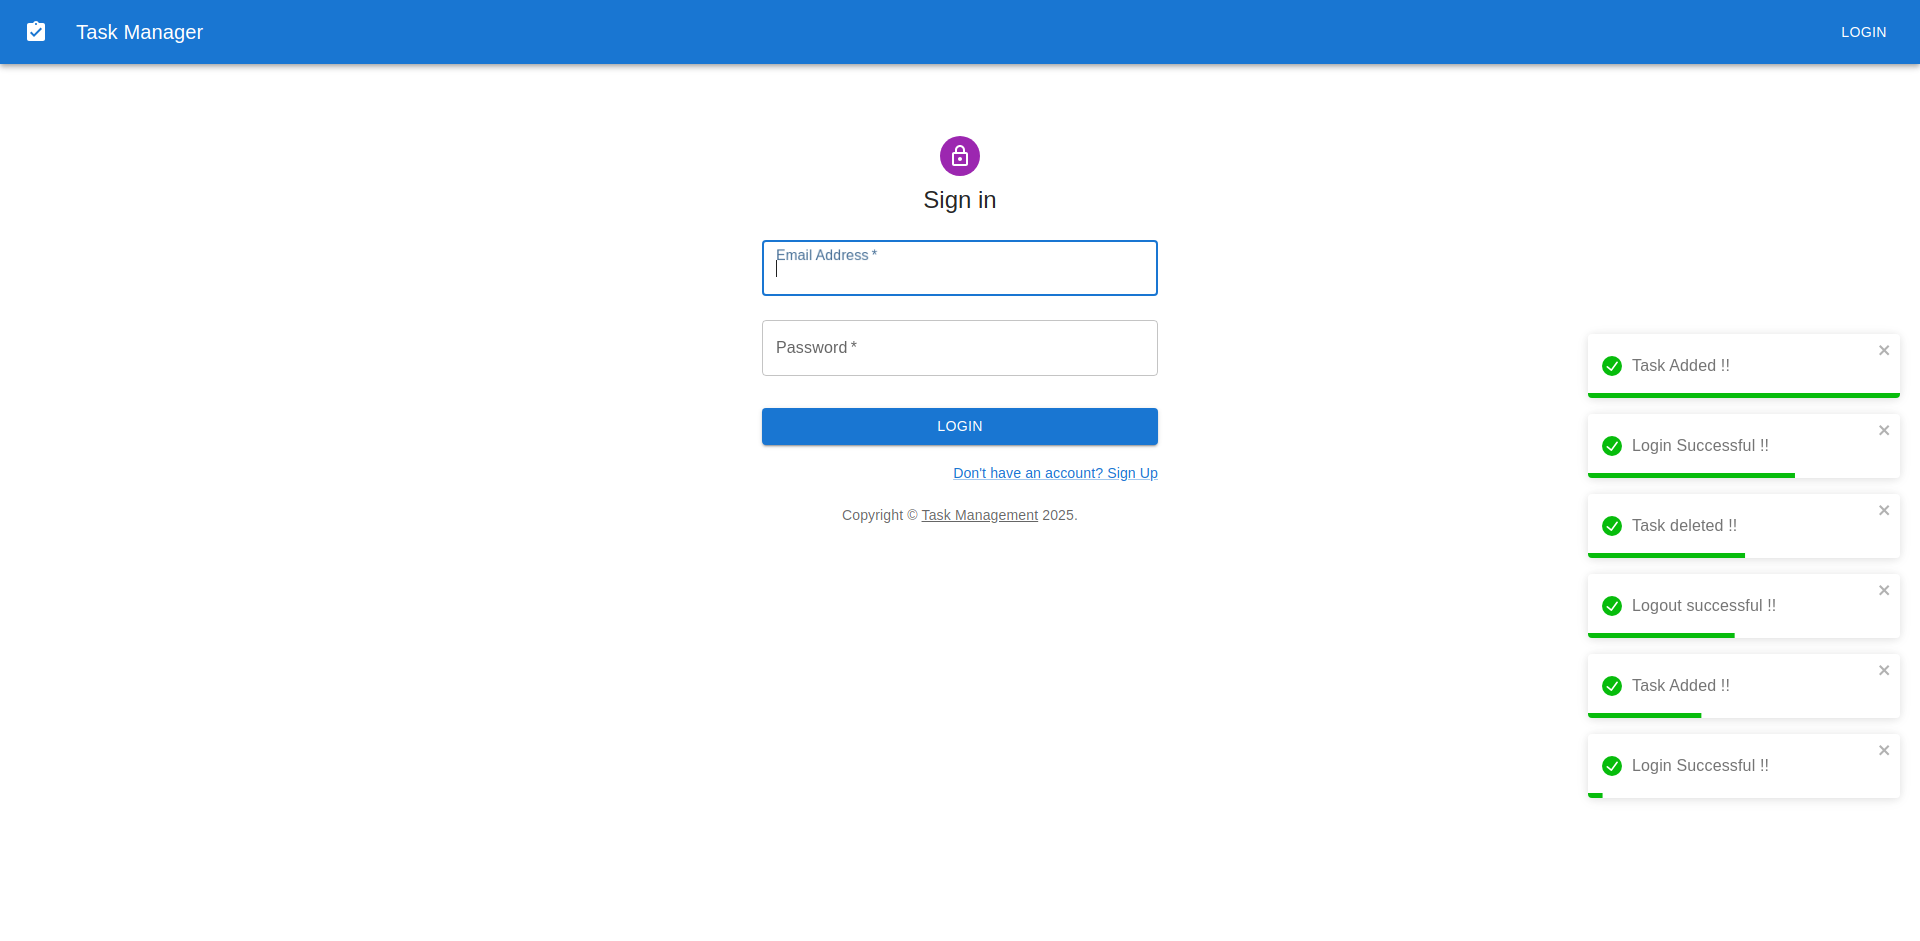 Task Manager
LOGIN
Sign in
Email Address *
Password *
LOGIN
Don't have an account? Sign Up
Copyright © Task Management 2025.
Task Added !!
Login Successful !!
Task deleted !!
Logout successful !!
Task Added !!
Login Successful !!